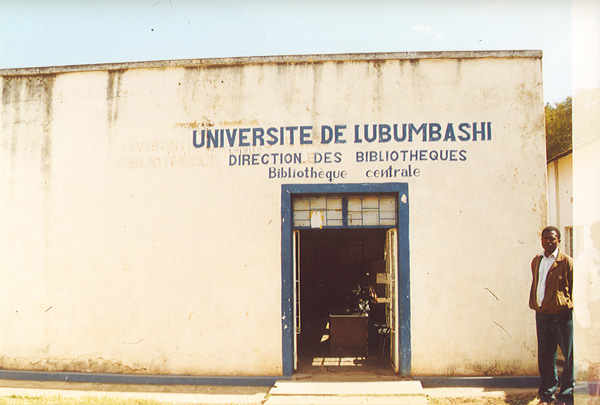 UNIVERSITE DE LUBUMBASHI
DIRECTION DES BIBLIOTHEQUES
Bibliothèque centrale